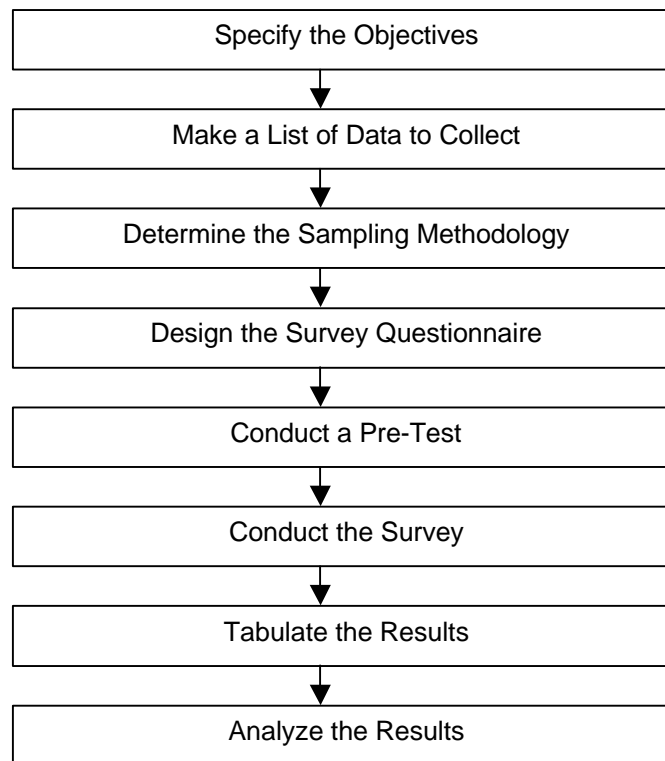 Specify the Objectives
Make a List of Data to Collect
Determine the Sampling Methodology
Design the Survey Questionnaire
Conduct a Pre-Test
Conduct the Survey
Tabulate the Results
Analyze the Results